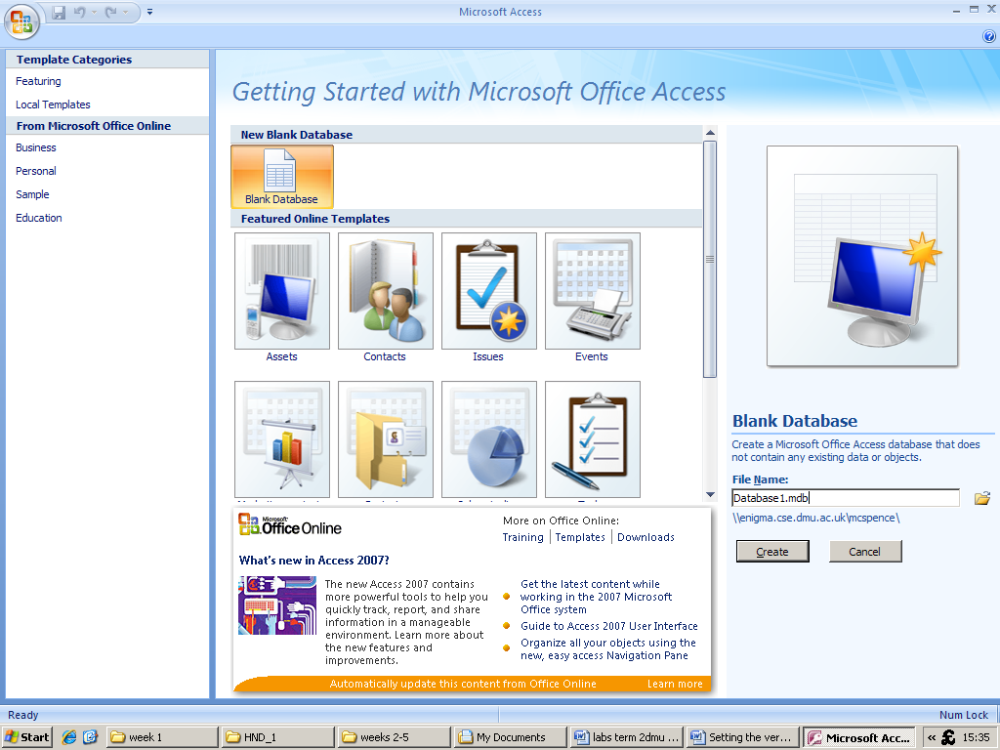 Microsoft Access
Template Categories
Featuring
Local Templates
From Microsoft Office Online
Business
Personal
Sample
Education
Getting Started with Microsoft Office Access
New Blank Database
Blank Database
Featured Online Templates
Assets
Contacts
Issues
Events
Blank Database
Create a Microsoft Office Access database that does
not contain any existing data or objects.
File Name:
Database1.mdb
\\enigma.cse.dmu.ac.uk\mcspence\
Create
Cancel
Microsoft
Office Online
More on Office Online:
Training
Templates
Downloads
What's new in Access 2007?
The new Access 2007 contains
more powerful tools to help you
quickly track, report, and share
information in a manageable
environment. Learn more about
the new features and
improvements.
Get the latest content while
working in the 2007 Microsoft
Office system
Guide to Access 2007 User Interface
Organize all your objects using the
new, easy access Navigation Pane
Automatically update this content from Office Online
Learn more
Ready
Num Lock
Start
week 1
HND_1
weeks 2-5
My Documents
labs term 2dmu ...
Setting the ver...
Microsoft Acc...
«
15:35